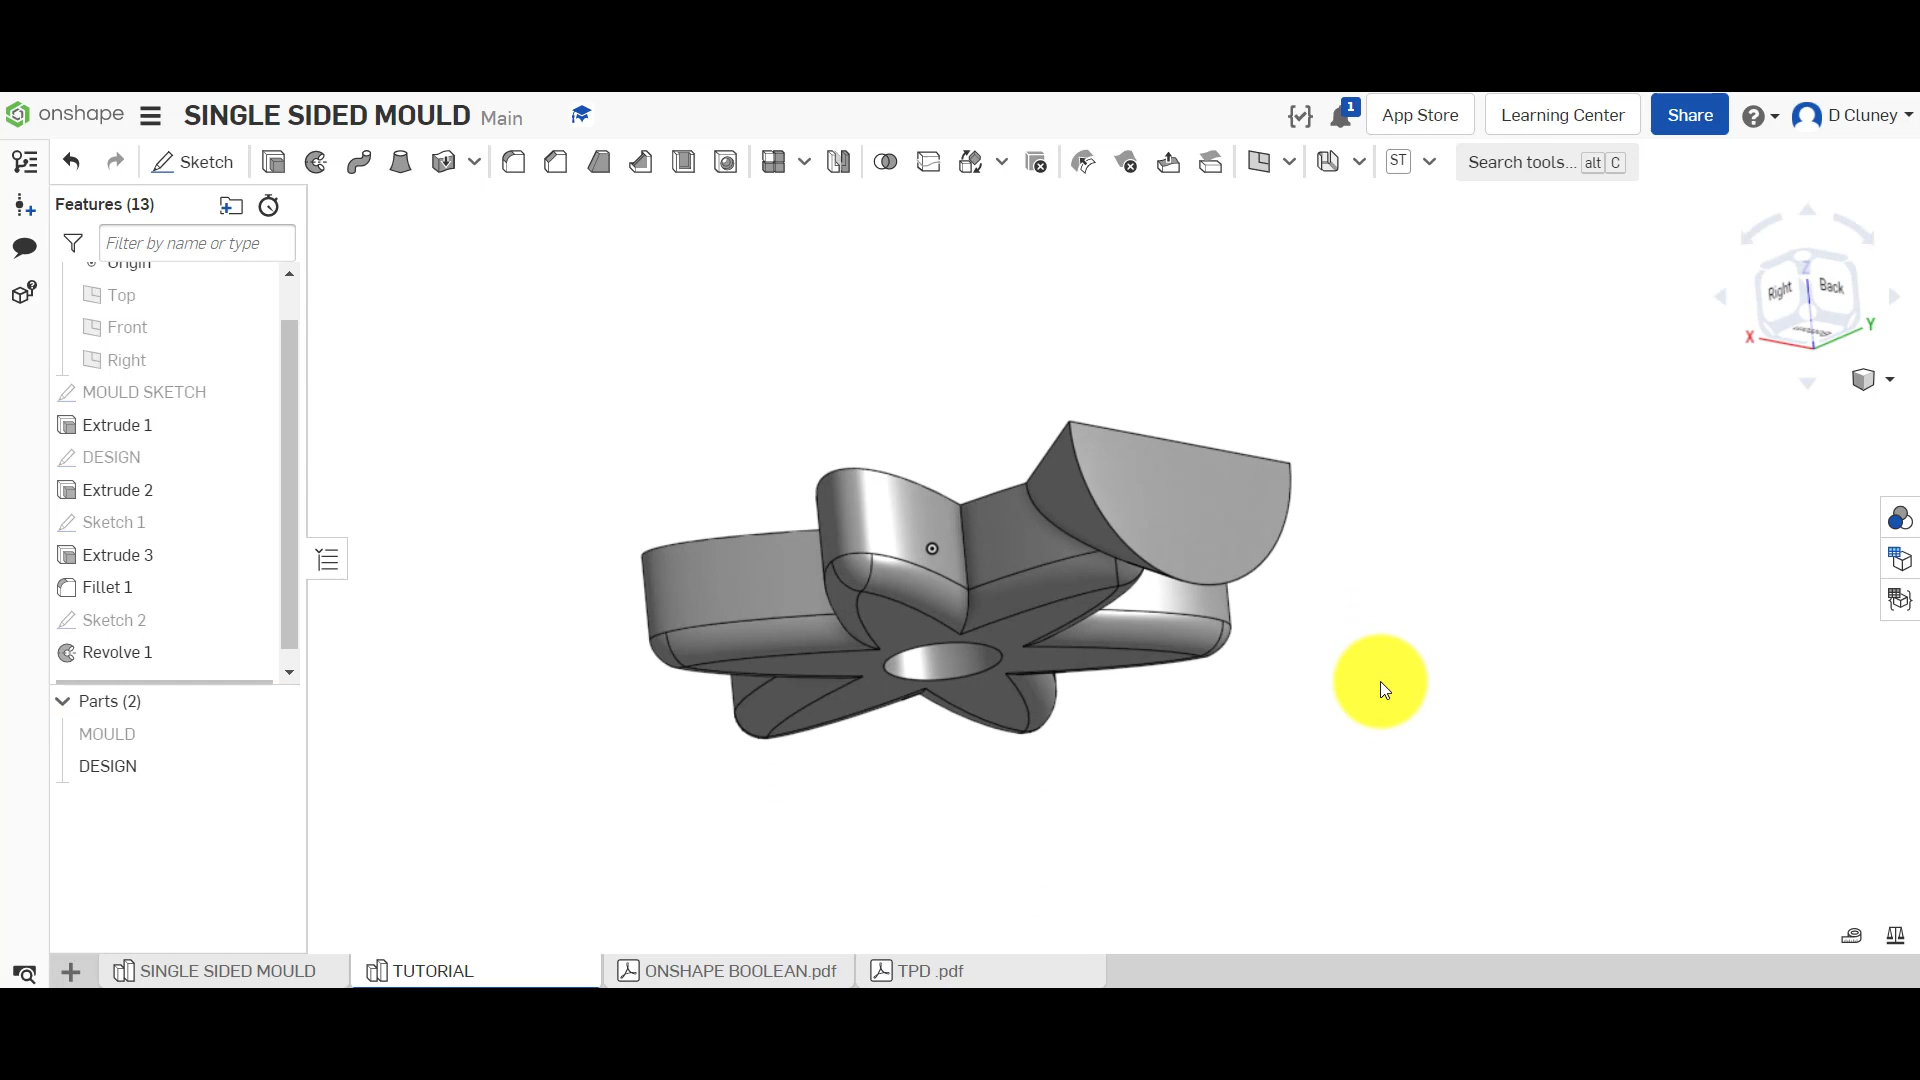 onshape SINGLE SIDED MOULD Main 1 App Store Learning Center Share D Cluney
Sketch ST Search tools... alt C
Features (13)
Filter by name or type
Origin
Top
Front
Right
MOULD SKETCH
Extrude 1
DESIGN
Extrude 2
Sketch 1
Extrude 3
Fillet 1
Sketch 2
Revolve 1
Parts (2)
MOULD
DESIGN
Z
Right Back
Bottom
X Y
SINGLE SIDED MOULD TUTORIAL ONSHAPE BOOLEAN.pdf TPD .pdf